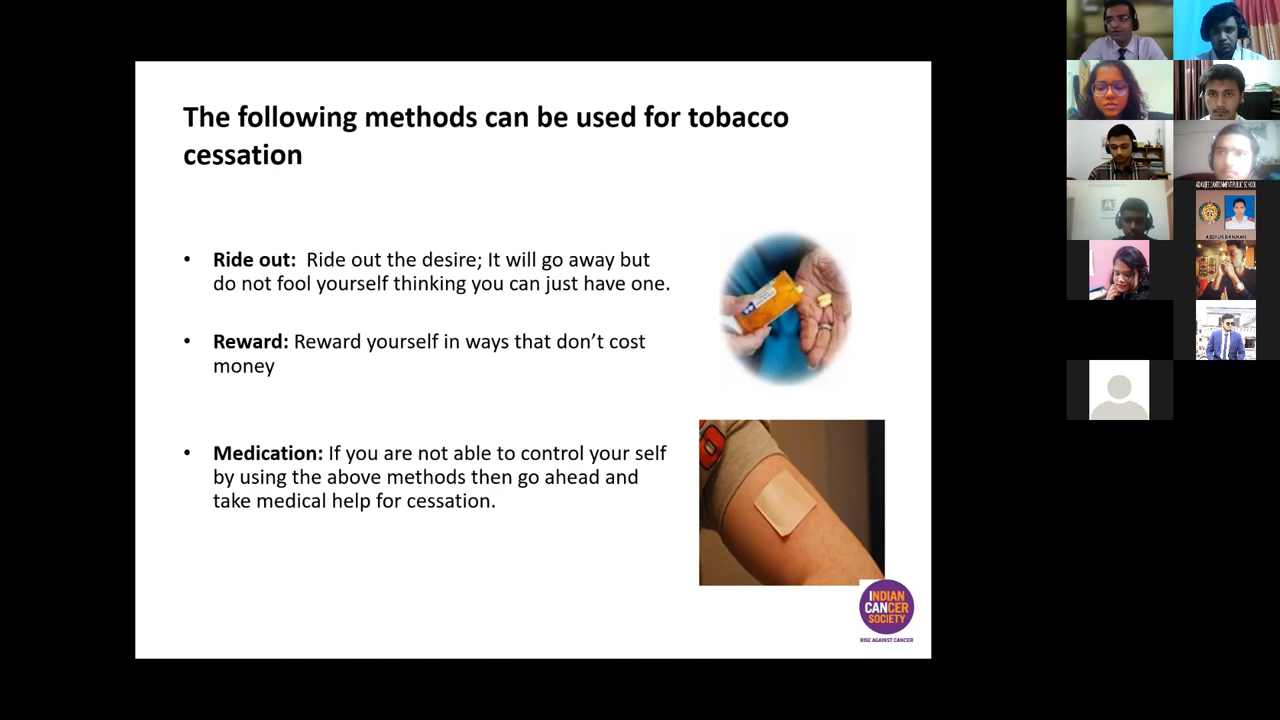 The following methods can be used for tobacco
cessation
• Ride out: Ride out the desire; It will go away but
do not fool yourself thinking you can just have one.
• Reward: Reward yourself in ways that don’t cost
money
• Medication: If you are not able to control your self
by using the above methods then go ahead and
take medical help for cessation.
INDIAN
CANCER
SOCIETY
RISE AGAINST CANCER